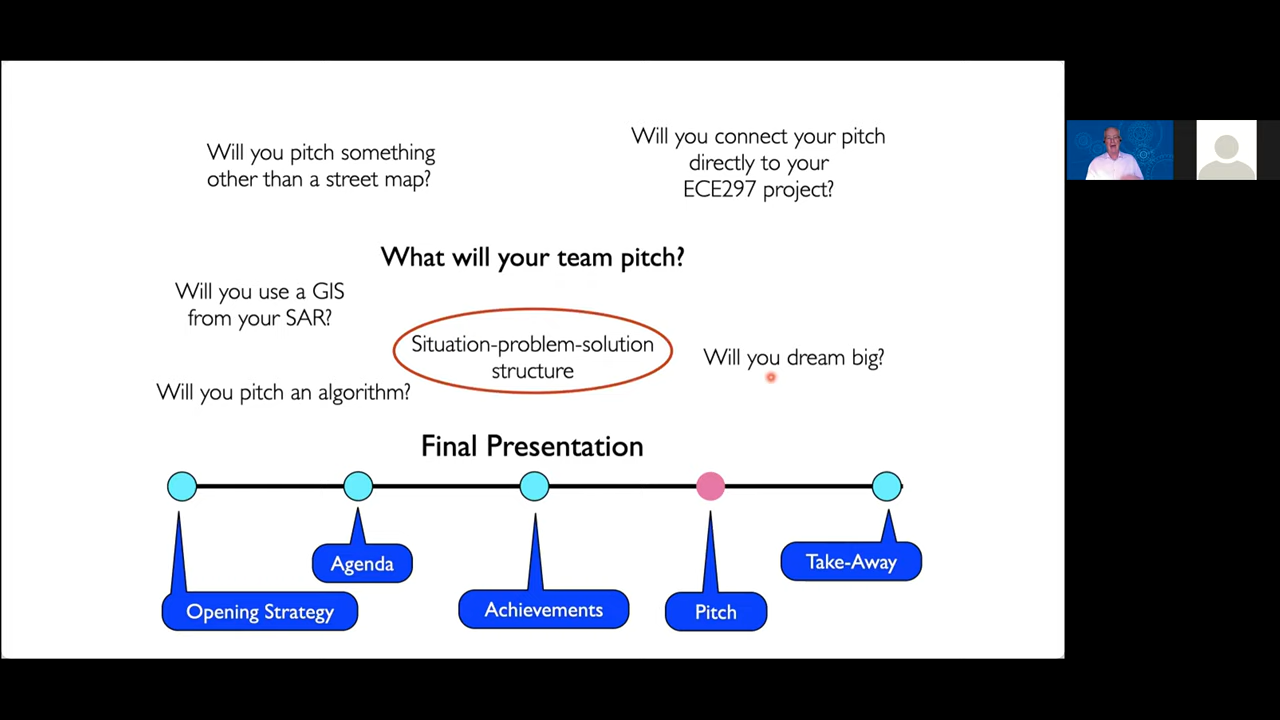 Will you pitch something
other than a street map?
Will you connect your pitch
directly to your
ECE297 project?
What will your team pitch?
Will you use a GIS
from your SAR?
Situation-problem-solution
structure
Will you dream big?
Will you pitch an algorithm?
Final Presentation
Opening Strategy
Agenda
Achievements
Pitch
Take-Away